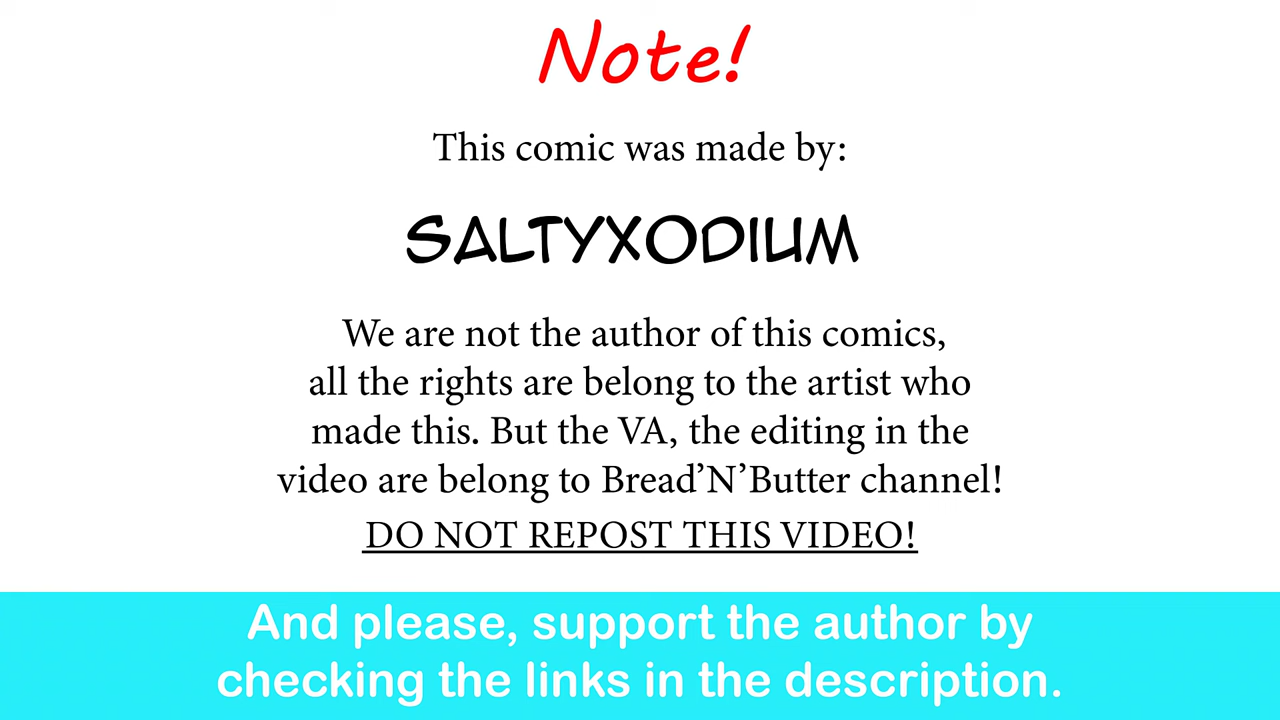 Note!
This comic was made by:
SALTYXODIUM
We are not the author of this comics,
all the rights are belong to the artist who
made this. But the VA, the editing in the
video are belong to Bread’N’Butter channel!
DO NOT REPOST THIS VIDEO!
And please, support the author by
checking the links in the description.